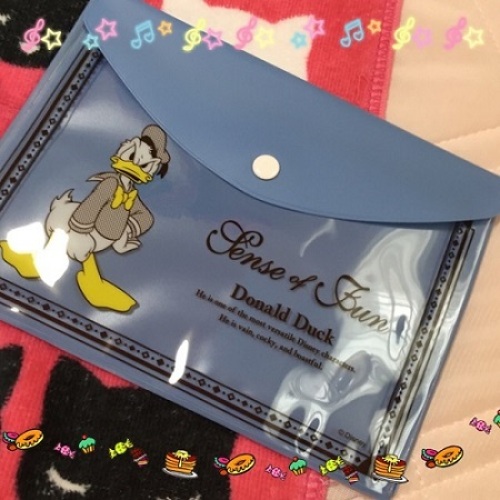 Sense of Fun
Donald Duck
He is one of the most versatile Disney characters.
He is vain, cocky, and boastful.
© Disney